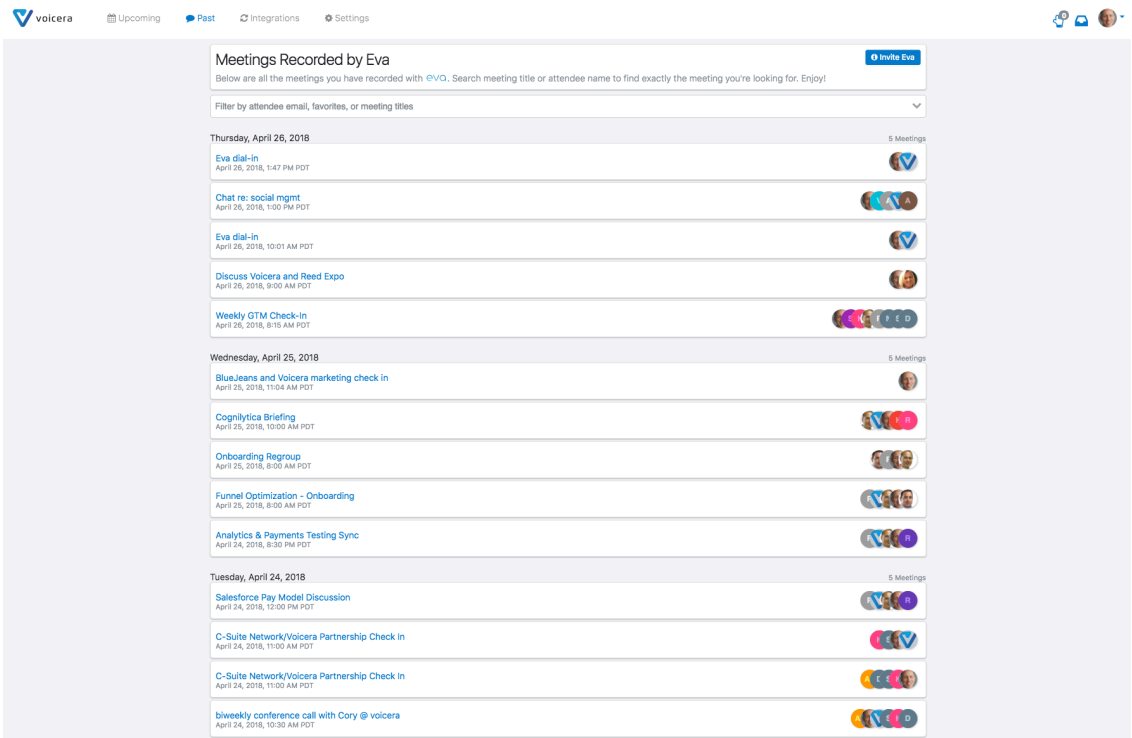 voicera
Upcoming
Past
Integrations
Settings
0
Meetings Recorded by Eva
Invite Eva
Below are all the meetings you have recorded with eva. Search meeting title or attendee name to find exactly the meeting you're looking for. Enjoy!
Filter by attendee email, favorites, or meeting titles
Thursday, April 26, 2018
5 Meetings
Eva dial-in
April 26, 2018, 1:47 PM PDT
Chat re: social mgmt
April 26, 2018, 1:00 PM PDT
A
Eva dial-in
April 26, 2018, 10:01 AM PDT
Discuss Voicera and Reed Expo
April 26, 2018, 9:00 AM PDT
Weekly GTM Check-In
April 26, 2018, 8:15 AM PDT
D
Wednesday, April 25, 2018
5 Meetings
BlueJeans and Voicera marketing check in
April 25, 2018, 11:04 AM PDT
Cognilytica Briefing
April 25, 2018, 10:00 AM PDT
R
Onboarding Regroup
April 25, 2018, 8:00 AM PDT
Funnel Optimization - Onboarding
April 25, 2018, 8:00 AM PDT
Analytics & Payments Testing Sync
April 24, 2018, 8:30 PM PDT
R
Tuesday, April 24, 2018
5 Meetings
Salesforce Pay Model Discussion
April 24, 2018, 12:00 PM PDT
R
C-Suite Network/Voicera Partnership Check In
April 24, 2018, 11:00 AM PDT
C-Suite Network/Voicera Partnership Check In
April 24, 2018, 11:00 AM PDT
biweekly conference call with Cory @ voicera
April 24, 2018, 10:30 AM PDT
D